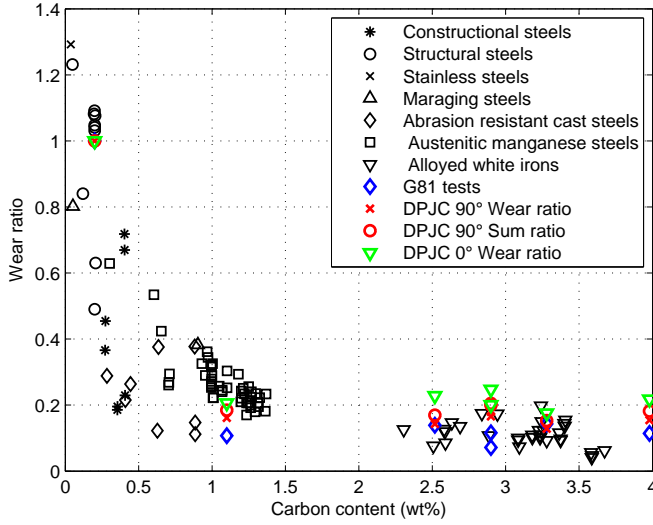 1.4
1.2
1
0.8
0.6
0.4
0.2
0
Wear ratio
0
0.5
1
1.5
2
2.5
3
3.5
4
Carbon content (wt%)
Constructional steels
Structural steels
Stainless steels
Maraging steels
Abrasion resistant cast steels
Austenitic manganese steels
Alloyed white irons
G81 tests
DPJC 90° Wear ratio
DPJC 90° Sum ratio
DPJC 0° Wear ratio